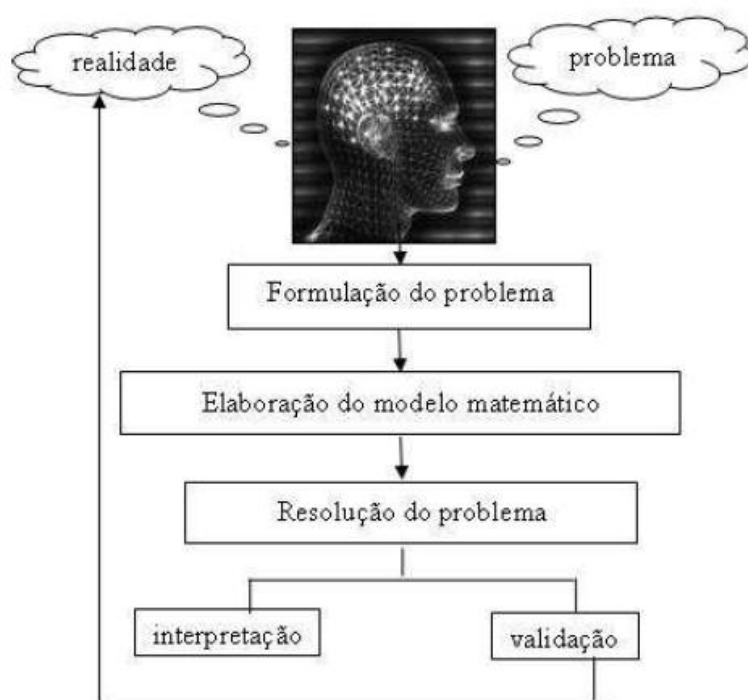 realidade
problema
Formulação do problema
Elaboração do modelo matemático
Resolução do problema
interpretação
validação